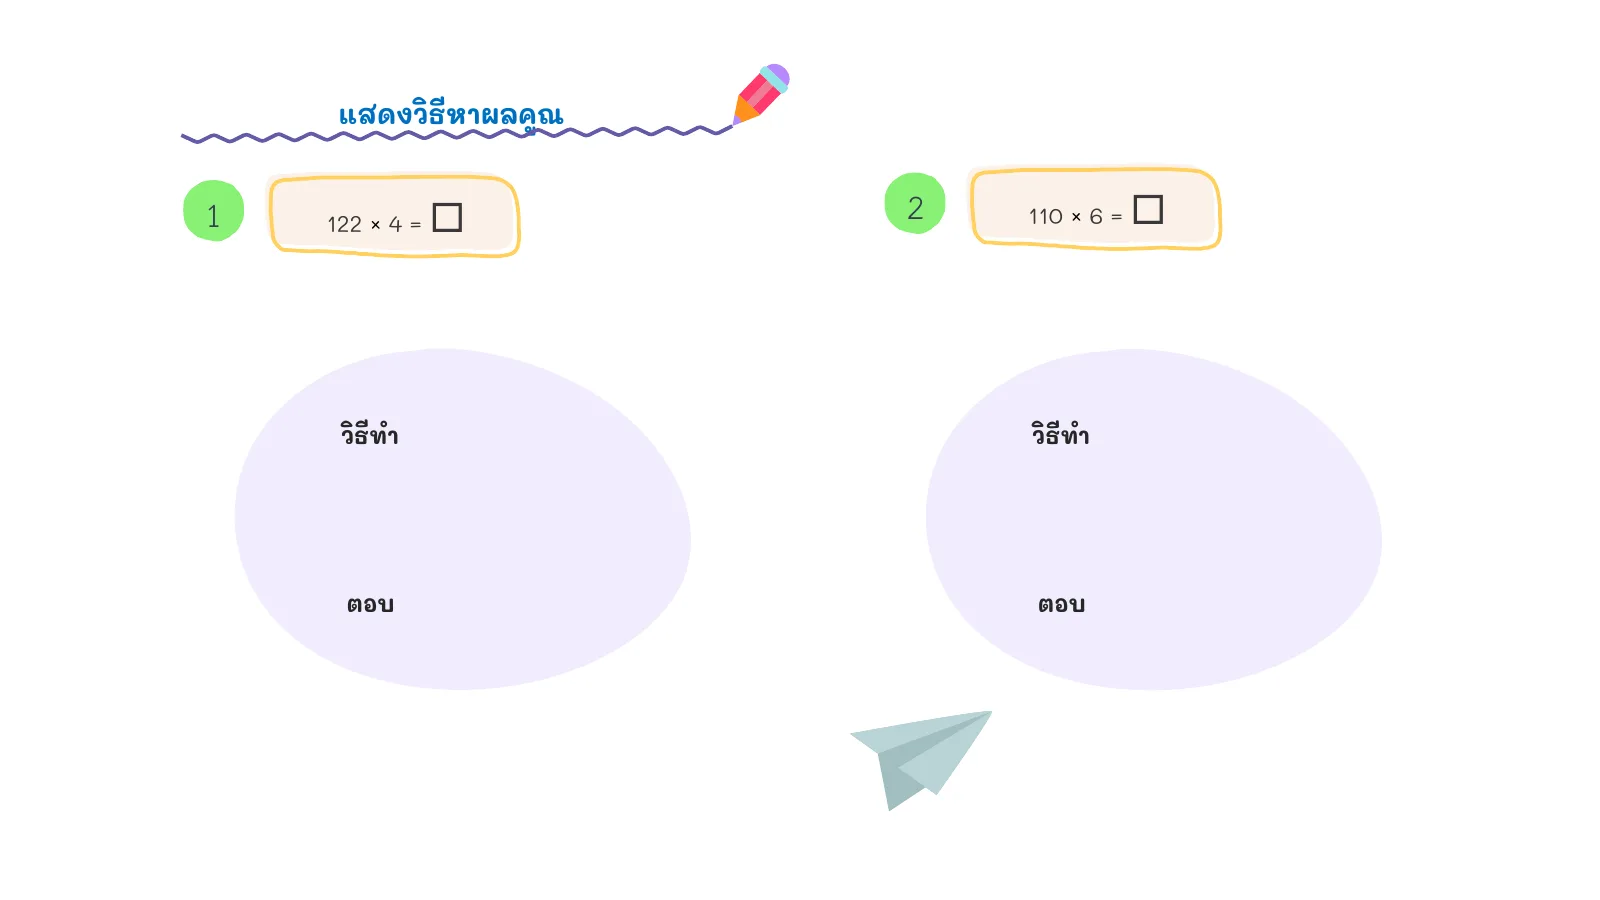 แสดงวิธีหาผลคูณ
1
122 × 4 = □
2
110 × 6 = □
วิธีทำ
ตอบ
วิธีทำ
ตอบ